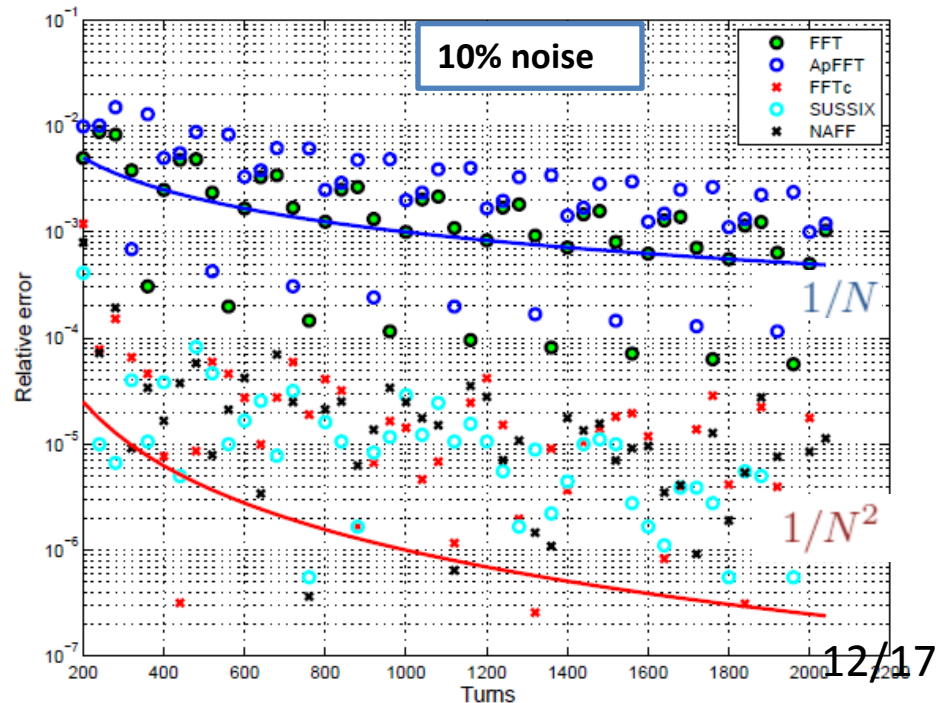 10% noise
FFT
ApFFT
FFTc
SUSSIX
NAFF
Relative error
10⁻¹
10⁻²
10⁻³
10⁻⁴
10⁻⁵
10⁻⁶
10⁻⁷
1/N
1/N²
200 400 600 800 1000 1200 1400 1600 1800 2000 2200
Turns
12/17